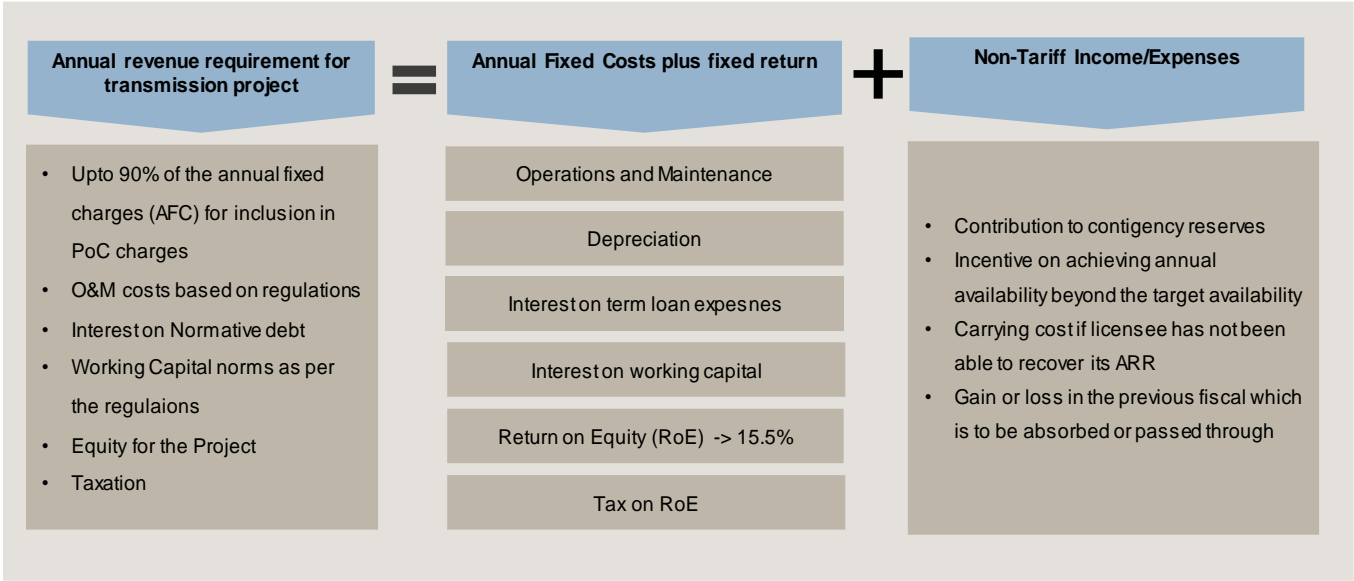 Annual revenue requirement for
transmission project
=
Annual Fixed Costs plus fixed return
+
Non-Tariff Income/Expenses
• Upto 90% of the annual fixed
charges (AFC) for inclusion in
PoC charges
• O&M costs based on regulations
• Interest on Normative debt
• Working Capital norms as per
the regulaions
• Equity for the Project
• Taxation
Operations and Maintenance
Depreciation
Interest on term loan expesnes
Interest on working capital
Return on Equity (RoE) -> 15.5%
Tax on RoE
• Contribution to contigency reserves
• Incentive on achieving annual
availability beyond the target availability
• Carrying cost if licensee has not been
able to recover its ARR
• Gain or loss in the previous fiscal which
is to be absorbed or passed through